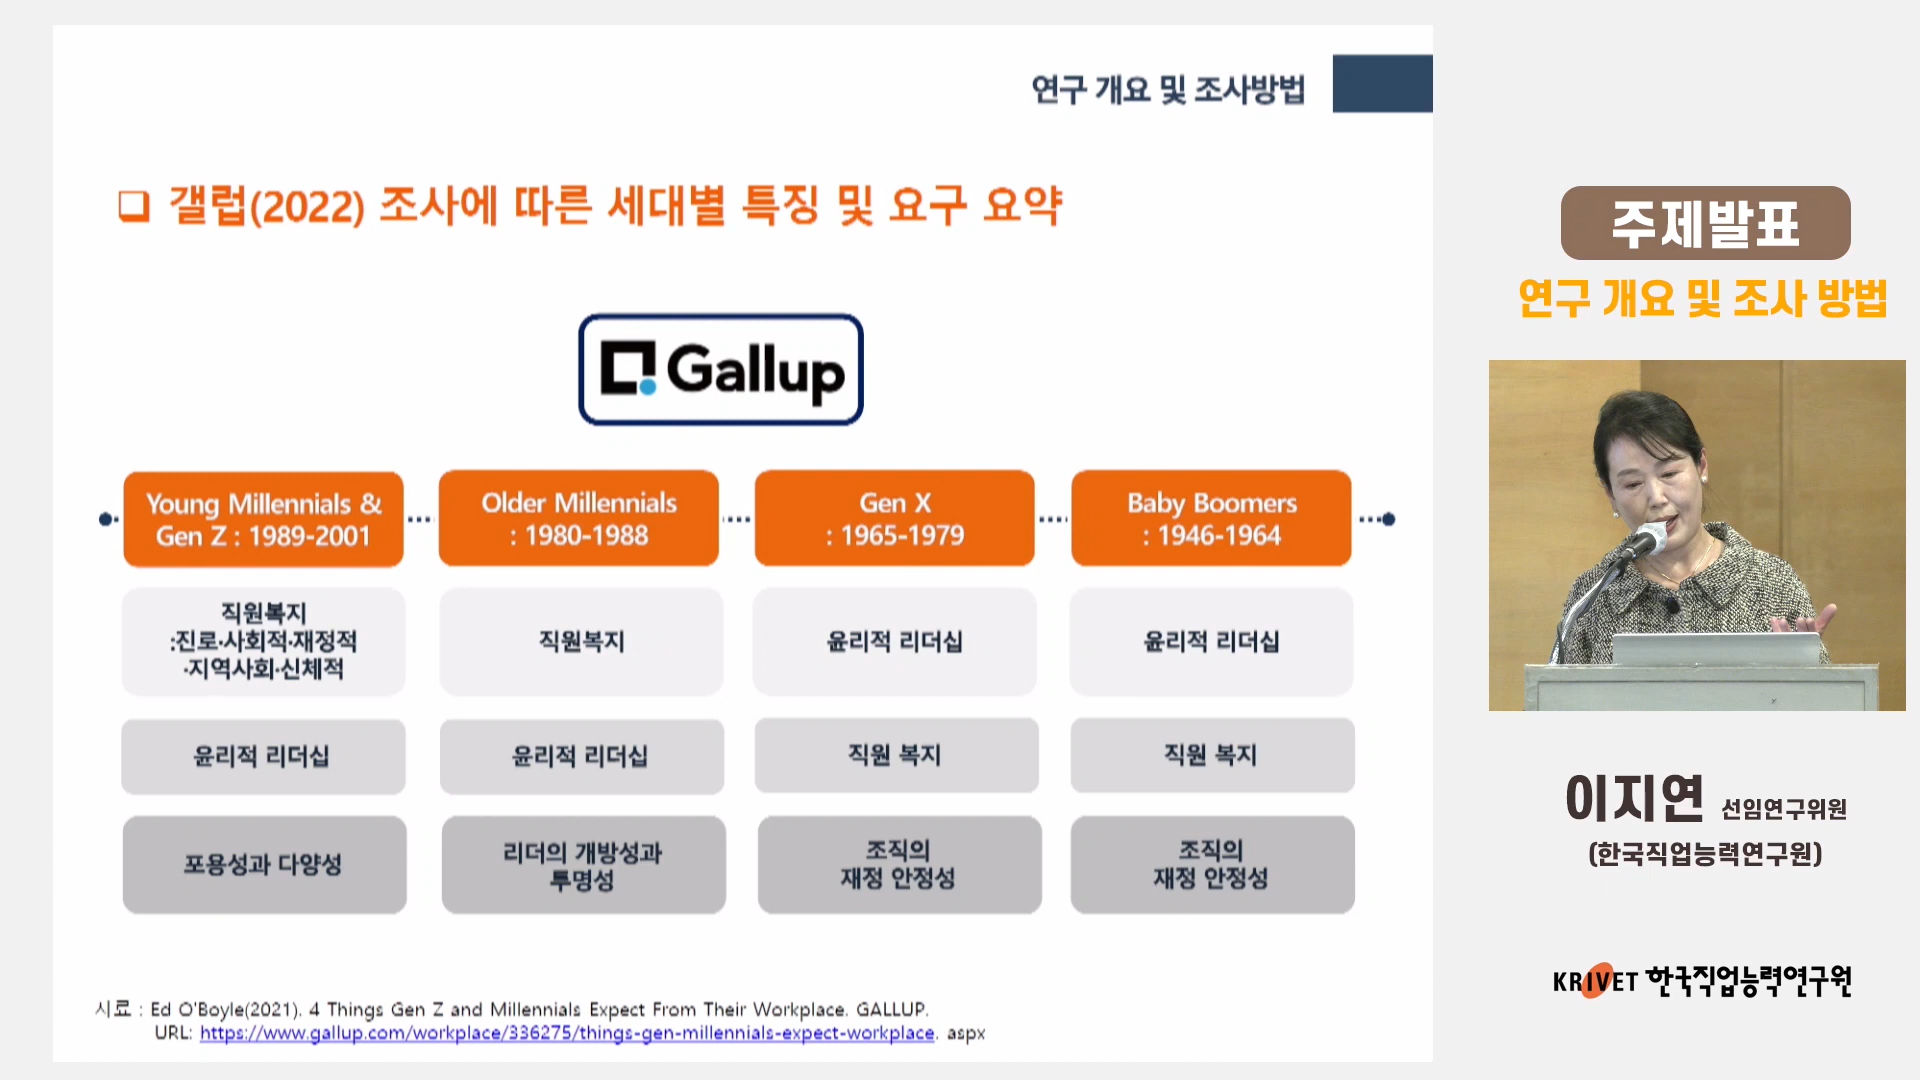 연구 개요 및 조사방법
❑ 갤럽(2022) 조사에 따른 세대별 특징 및 요구 요약
Gallup
Young Millennials &
Gen Z : 1989-2001
Older Millennials
: 1980-1988
Gen X
: 1965-1979
Baby Boomers
: 1946-1964
직원복지
:진로·사회적·재정적
·지역사회·신체적
직원복지
윤리적 리더십
윤리적 리더십
윤리적 리더십
윤리적 리더십
직원 복지
직원 복지
포용성과 다양성
리더의 개방성과
투명성
조직의
재정 안정성
조직의
재정 안정성
시료 : Ed O'Boyle(2021). 4 Things Gen Z and Millennials Expect From Their Workplace. GALLUP.
URL: https://www.gallup.com/workplace/336275/things-gen-millennials-expect-workplace. aspx
주제발표
연구 개요 및 조사 방법
이지연 선임연구위원
(한국직업능력연구원)
KRIVET 한국직업능력연구원